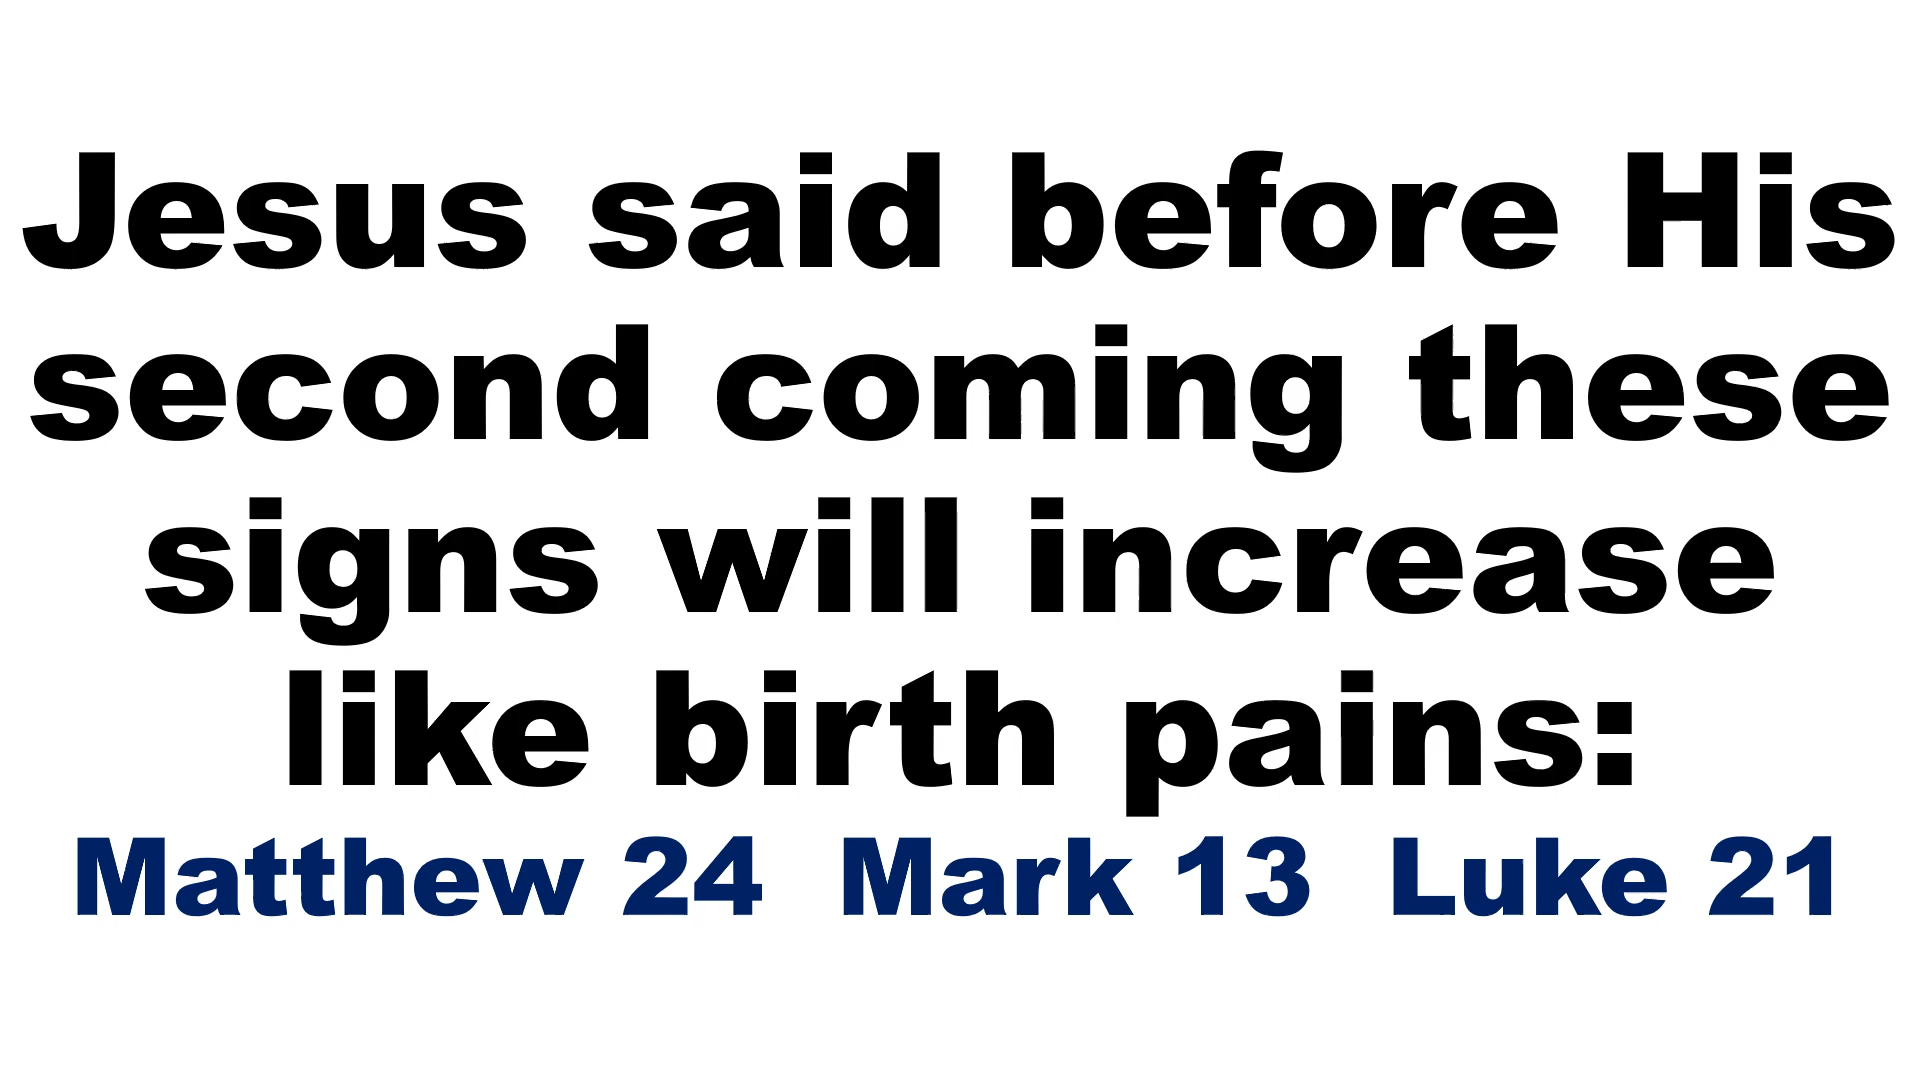 Jesus said before His
second coming these
signs will increase
like birth pains:
Matthew 24  Mark 13  Luke 21